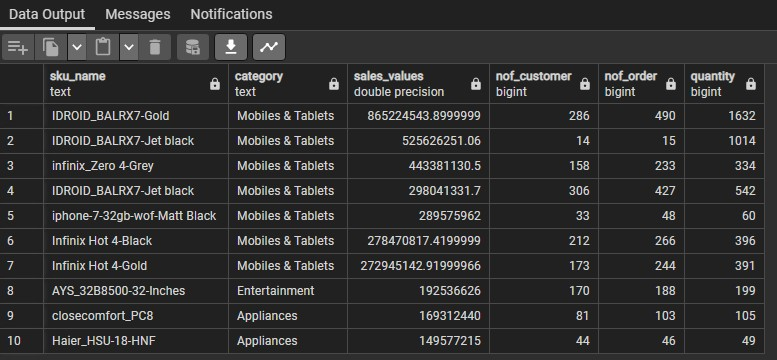 Data Output Messages Notifications
sku_name category sales_values nof_customer nof_order quantity
text text double precision bigint bigint bigint
1 IDROID_BALRX7-Gold Mobiles & Tablets 865224543.8999999 286 490 1632
2 IDROID_BALRX7-Jet black Mobiles & Tablets 525626251.06 14 15 1014
3 infinix_Zero 4-Grey Mobiles & Tablets 443381130.5 158 233 334
4 IDROID_BALRX7-Jet black Mobiles & Tablets 298041331.7 306 427 542
5 iphone-7-32gb-wof-Matt Black Mobiles & Tablets 289575962 33 48 60
6 Infinix Hot 4-Black Mobiles & Tablets 278470817.4199999 212 266 396
7 Infinix Hot 4-Gold Mobiles & Tablets 272945142.91999966 173 244 391
8 AYS_32B8500-32-Inches Entertainment 192536626 170 188 199
9 closecomfort_PC8 Appliances 169312440 81 103 105
10 Haier_HSU-18-HNF Appliances 149577215 44 46 49